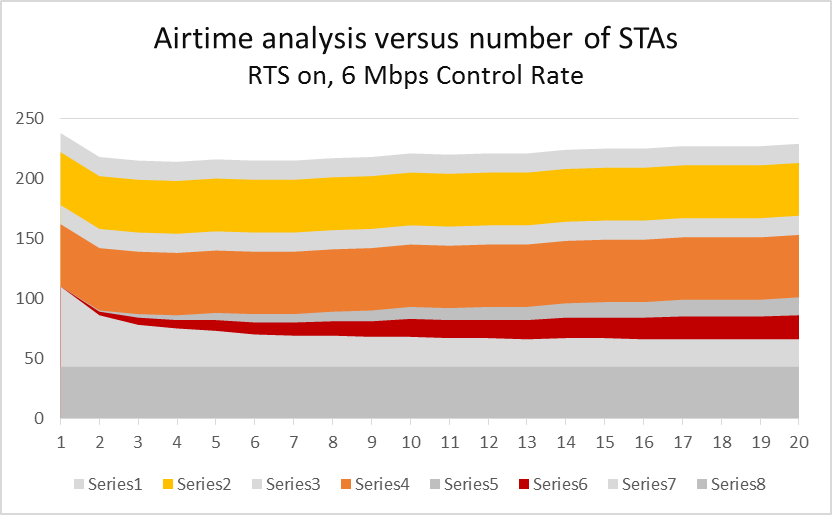 Airtime analysis versus number of STAs
RTS on, 6 Mbps Control Rate
250
200
150
100
50
0
1 2 3 4 5 6 7 8 9 10 11 12 13 14 15 16 17 18 19 20
Series1 Series2 Series3 Series4 Series5 Series6 Series7 Series8